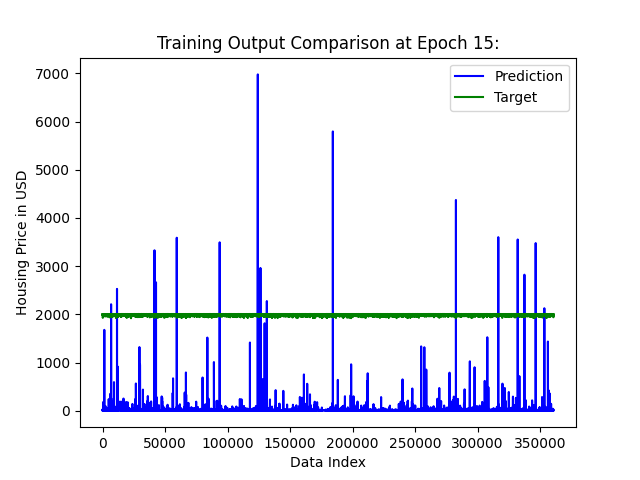 Training Output Comparison at Epoch 15:
Prediction
Target
7000
6000
5000
4000
3000
2000
1000
0
Housing Price in USD
0 50000 100000 150000 200000 250000 300000 350000
Data Index